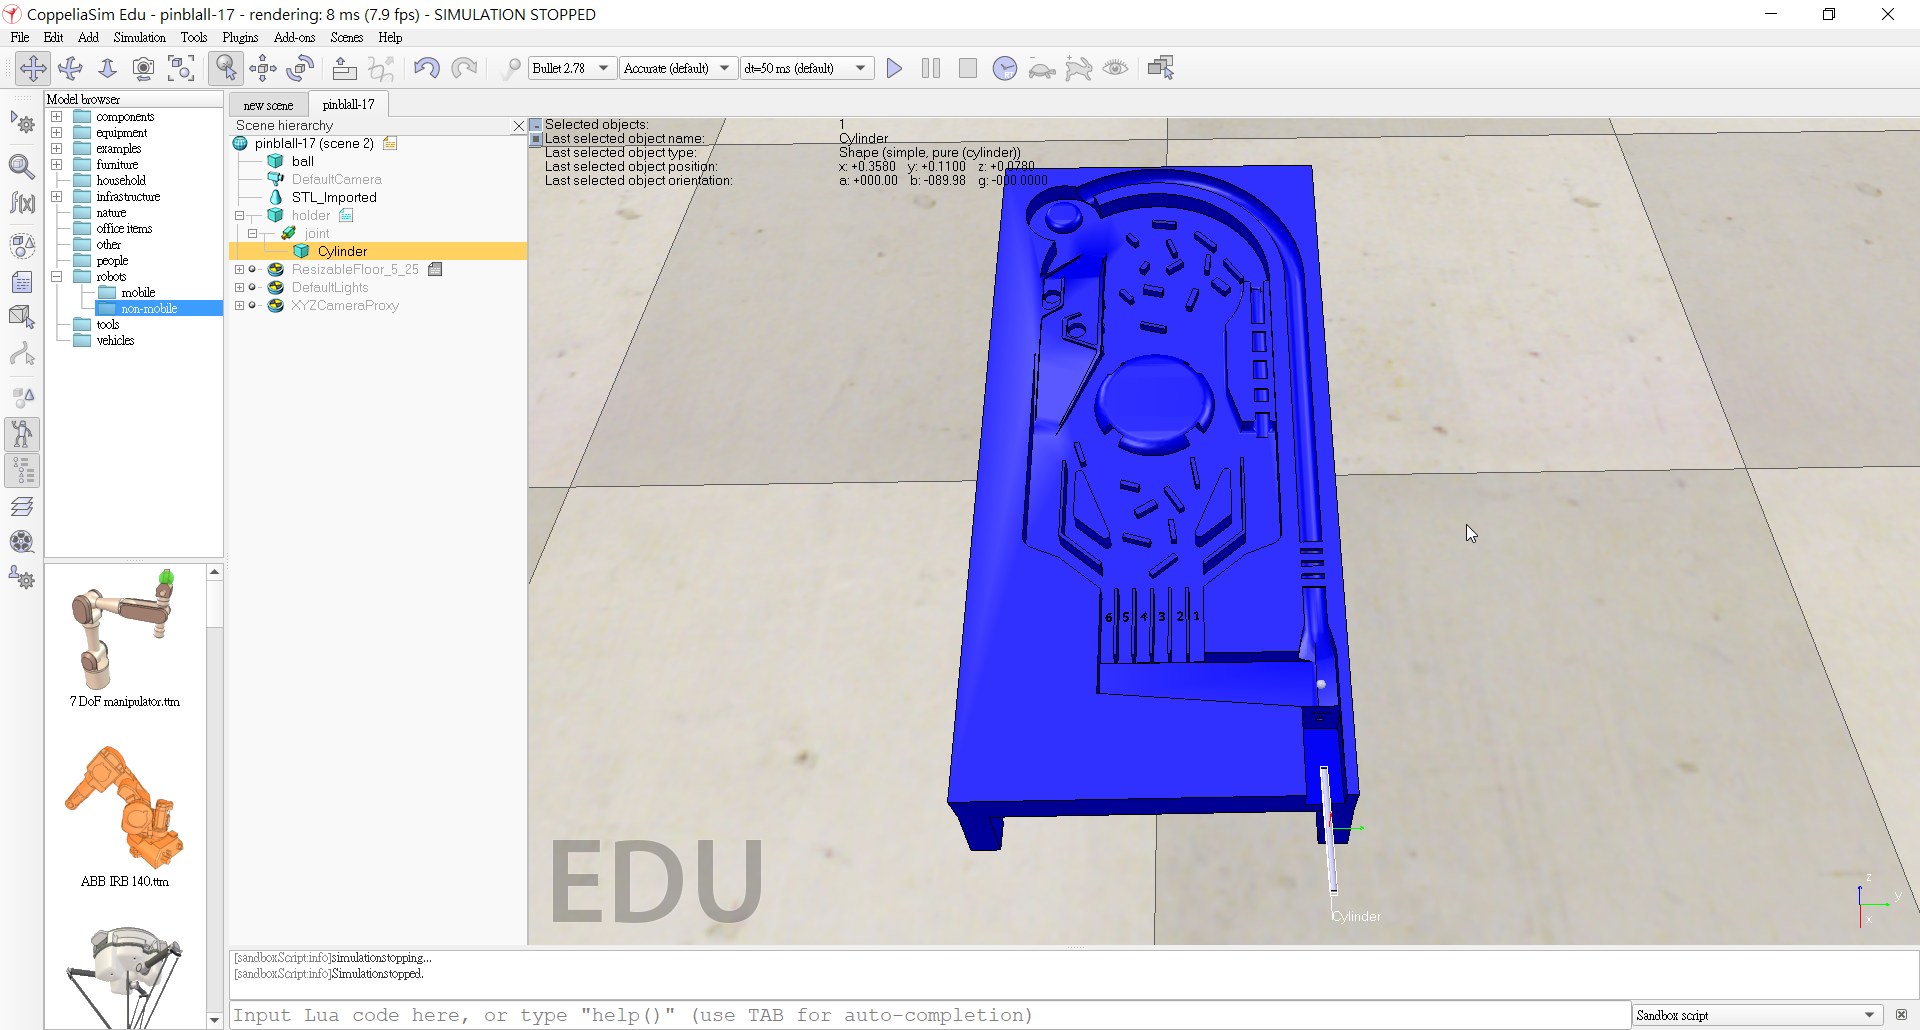 CoppeliaSim Edu - pinblall-17 - rendering: 8 ms (7.9 fps) - SIMULATION STOPPED
File Edit Add Simulation Tools Plugins Add-ons Scenes Help
Bullet 2.78 Accurate (default) dt=50 ms (default)
Model browser
components
equipment
examples
furniture
household
infrastructure
nature
office items
other
people
robots
mobile
non-mobile
tools
vehicles
7 DoF manipulator.ttm
ABB IRB 140.ttm
new scene pinblall-17
Scene hierarchy
pinblall-17 (scene 2)
ball
DefaultCamera
STL_Imported
holder
joint
Cylinder
ResizableFloor_5_25
DefaultLights
XYZCameraProxy
Selected objects: 1
Last selected object name: Cylinder
Last selected object type: Shape (simple, pure (cylinder))
Last selected object position: x: +0.3580 y: +0.1100 z: +0.0780
Last selected object orientation: a: +000.00 b: -089.98 g: -000.0000
6 5 4 3 2 1
EDU
Cylinder
z
y
x
[sandboxScript:info]simulationstopping...
[sandboxScript:info]Simulationstopped.
Input Lua code here, or type "help()" (use TAB for auto-completion)
Sandbox script